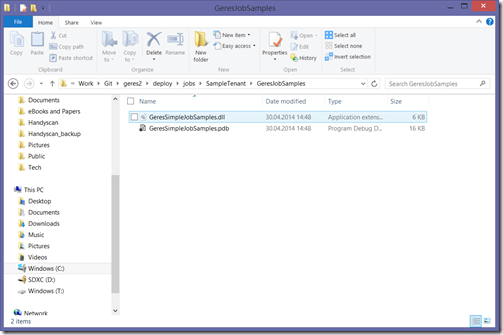 GeresJobSamples
File
Home
Share
View
Copy
Paste
Cut
Copy path
Paste shortcut
Clipboard
Move to
Copy to
Delete
Rename
Organize
New folder
New item
Easy access
New
Properties
Open
Edit
History
Open
Select all
Select none
Invert selection
Select
« Work › Git › geres2 › deploy › jobs › SampleTenant › GeresJobSamples
Search GeresJobSamples
Name Date modified Type Size
GeresSimpleJobSamples.dll 30.04.2014 14:48 Application extens... 6 KB
GeresSimpleJobSamples.pdb 30.04.2014 14:48 Program Debug D... 16 KB
Documents
eBooks and Papers
Handyscan
Handyscan_backup
Pictures
Public
Tech
This PC
Desktop
Documents
Downloads
Music
Pictures
Videos
Windows (C:)
SDXC (D:)
Windows (T:)
Network
2 items